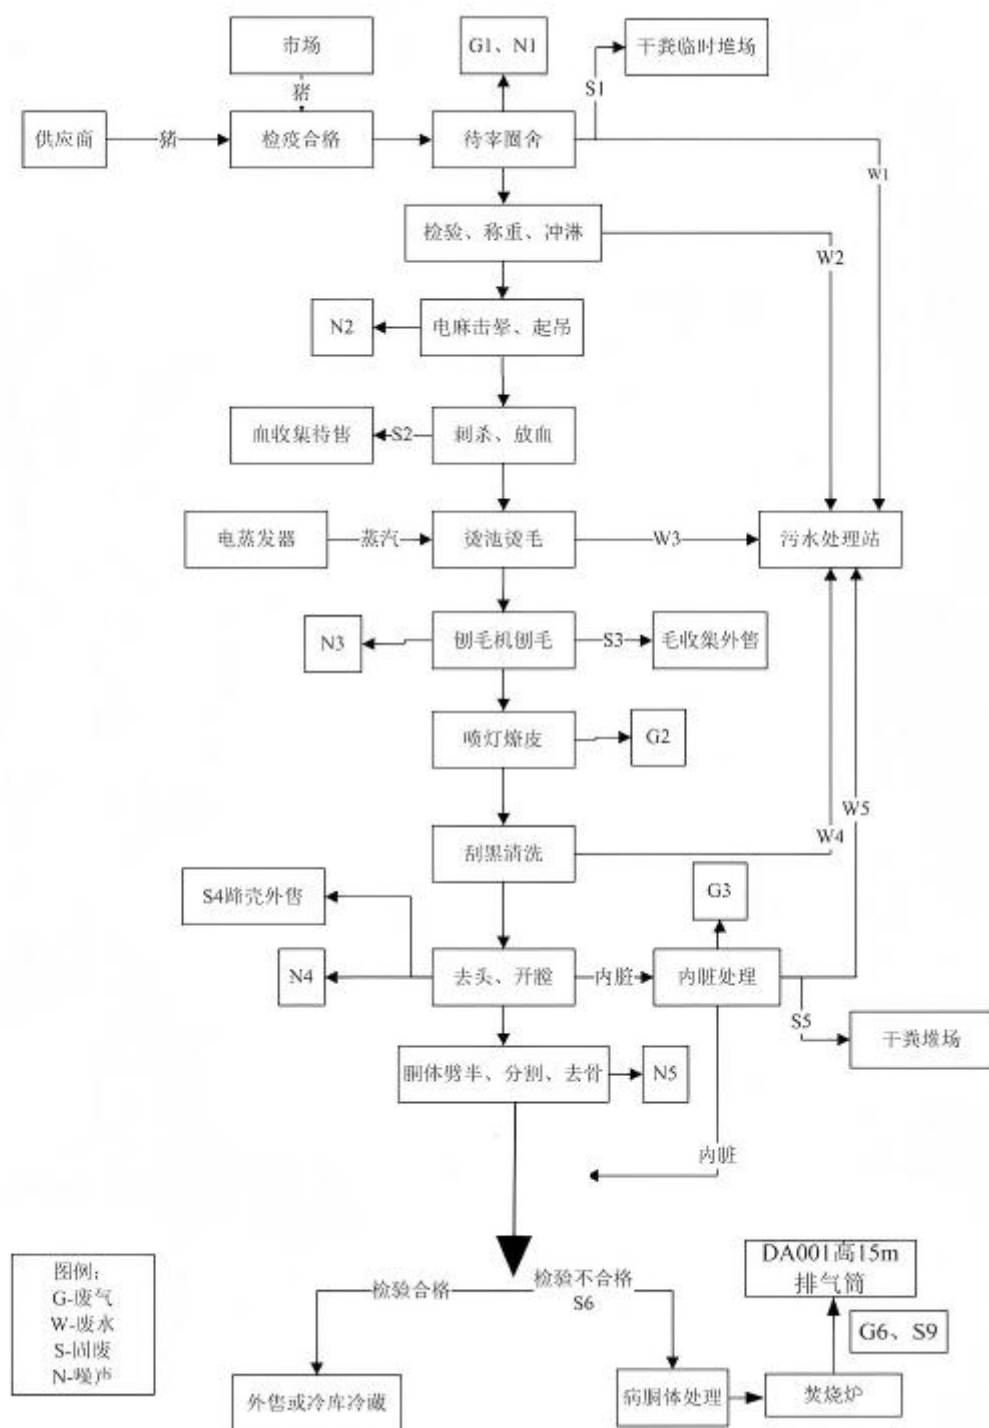 市场
G1、N1
干粪临时堆场
猪
S1
供应商
猪
检疫合格
待宰圈舍
W1
检验、称重、冲淋
W2
N2
电麻击晕、起吊
血收集待售
S2
刺杀、放血
电蒸发器
蒸汽
烫池烫毛
W3
污水处理站
N3
刨毛机刨毛
S3
毛收集外售
喷灯燎皮
G2
W5
刮黑清洗
W4
S4蹄壳外售
G3
N4
去头、开膛
内脏
内脏处理
S5
干粪堆场
胴体劈半、分割、去骨
N5
内脏
图例：
G-废气
W-废水
S-固废
N-噪声
检验合格
检验不合格
S6
DA001高15m
排气筒
G6、S9
外售或冷库冷藏
病胴体处理
焚烧炉